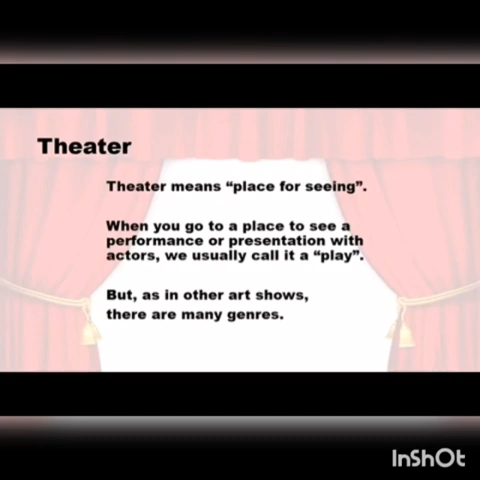 Theater
Theater means “place for seeing”.
When you go to a place to see a
performance or presentation with
actors, we usually call it a “play”.
But, as in other art shows,
there are many genres.
InShOt